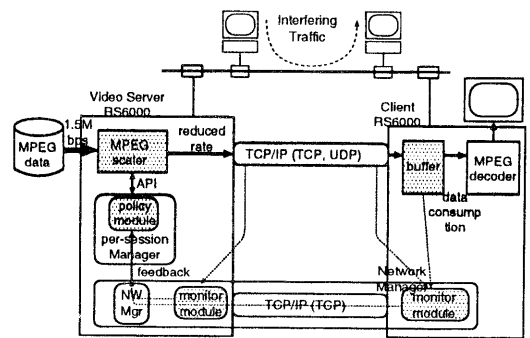 Interfering
Traffic
Video Server
RS6000
Client
RS6000
1.5M
bps
MPEG
data
MPEG
scaler
reduced
rate
TCP/IP (TCP, UDP)
buffer
MPEG
decoder
API
data
consump
tion
policy
module
per-session
Manager
feedback
Network
Manager
NW
Mgr
monitor
module
TCP/IP (TCP)
monitor
module